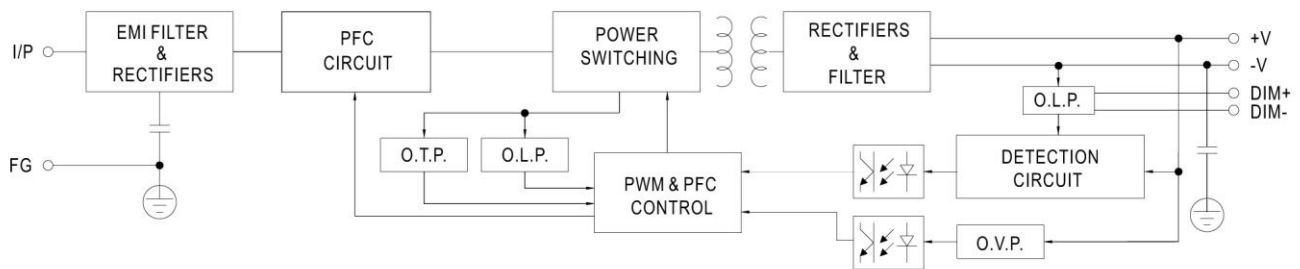 I/P
EMI FILTER
&
RECTIFIERS
PFC
CIRCUIT
POWER
SWITCHING
RECTIFIERS
&
FILTER
+V
-V
DIM+
DIM-
O.L.P.
FG
O.T.P.
O.L.P.
PWM & PFC
CONTROL
DETECTION
CIRCUIT
O.V.P.